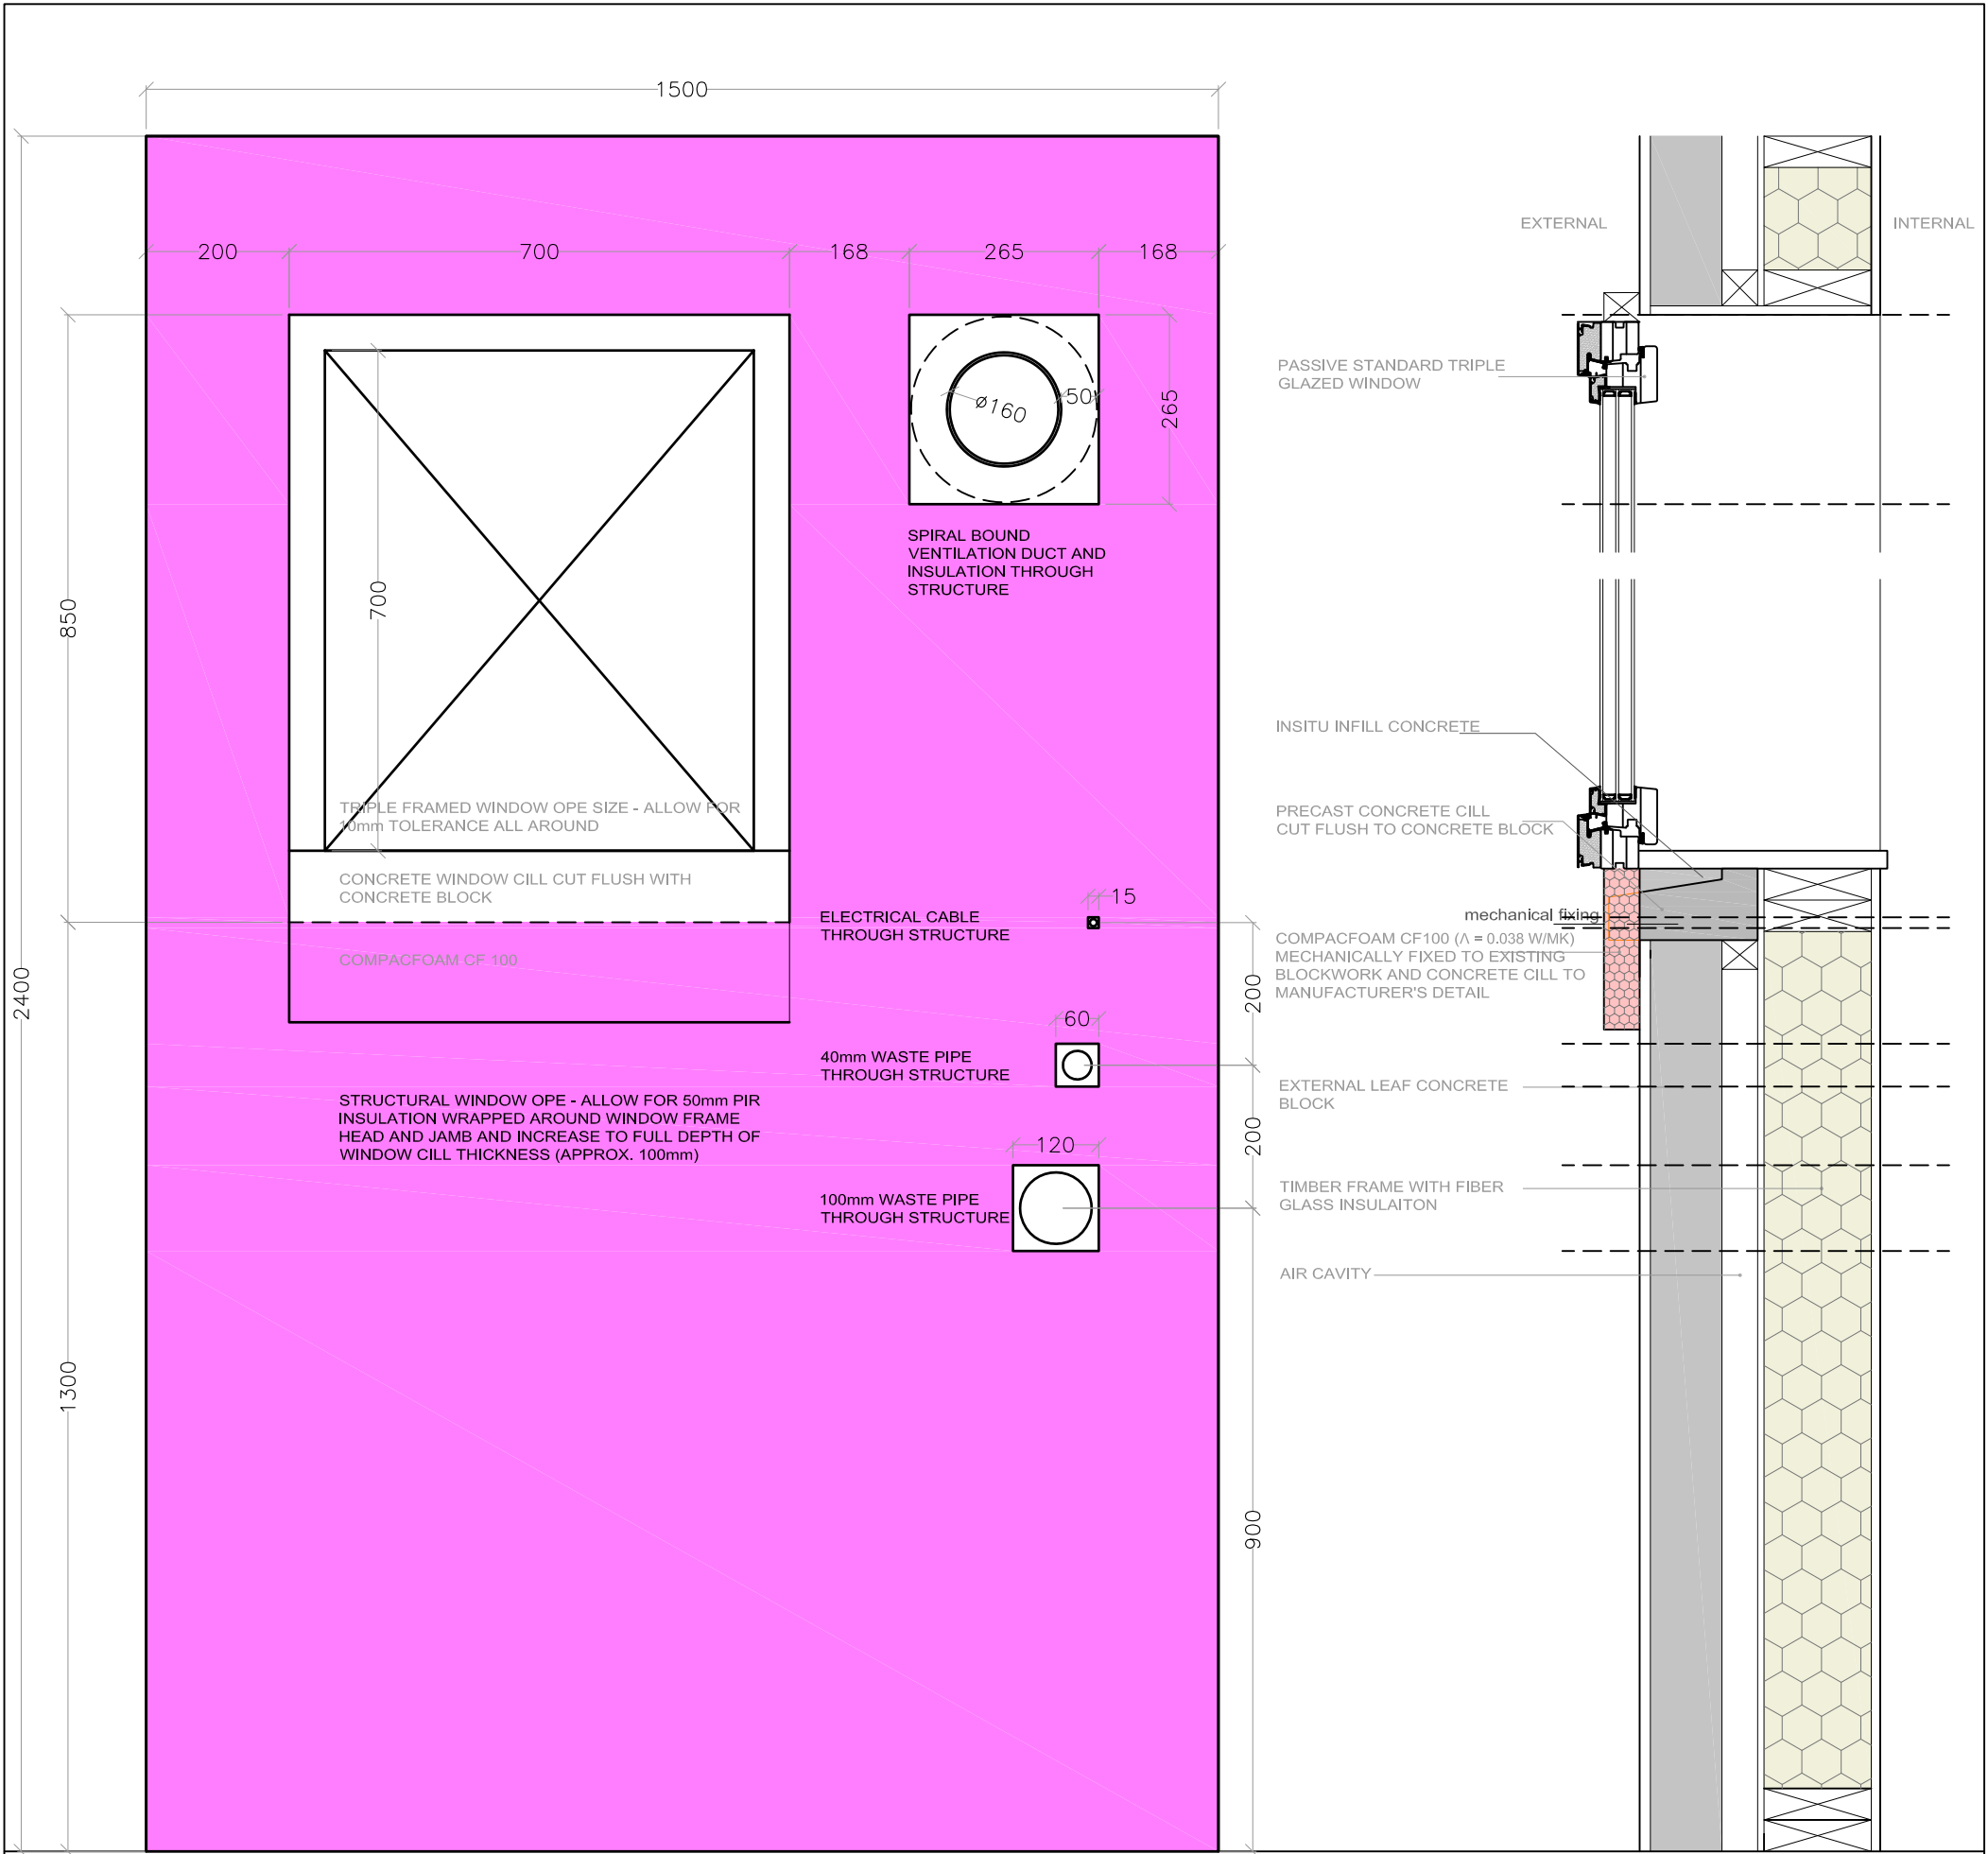 1500
200
700
168
265
168
EXTERNAL
INTERNAL
PASSIVE STANDARD TRIPLE
GLAZED WINDOW
ø160
50
265
SPIRAL BOUND
VENTILATION DUCT AND
INSULATION THROUGH
STRUCTURE
700
850
INSITU INFILL CONCRETE
TRIPLE FRAMED WINDOW OPE SIZE - ALLOW FOR
10mm TOLERANCE ALL AROUND
PRECAST CONCRETE CILL
CUT FLUSH TO CONCRETE BLOCK
CONCRETE WINDOW CILL CUT FLUSH WITH
CONCRETE BLOCK
15
ELECTRICAL CABLE
THROUGH STRUCTURE
mechanical fixing
COMPACFOAM CF100 (Λ = 0.038 W/MK)
MECHANICALLY FIXED TO EXISTING
BLOCKWORK AND CONCRETE CILL TO
MANUFACTURER'S DETAIL
COMPACFOAM CF 100
2400
200
60
40mm WASTE PIPE
THROUGH STRUCTURE
EXTERNAL LEAF CONCRETE
BLOCK
STRUCTURAL WINDOW OPE - ALLOW FOR 50mm PIR
INSULATION WRAPPED AROUND WINDOW FRAME
HEAD AND JAMB AND INCREASE TO FULL DEPTH OF
WINDOW CILL THICKNESS (APPROX. 100mm)
200
120
100mm WASTE PIPE
THROUGH STRUCTURE
TIMBER FRAME WITH FIBER
GLASS INSULAITON
AIR CAVITY
1300
900